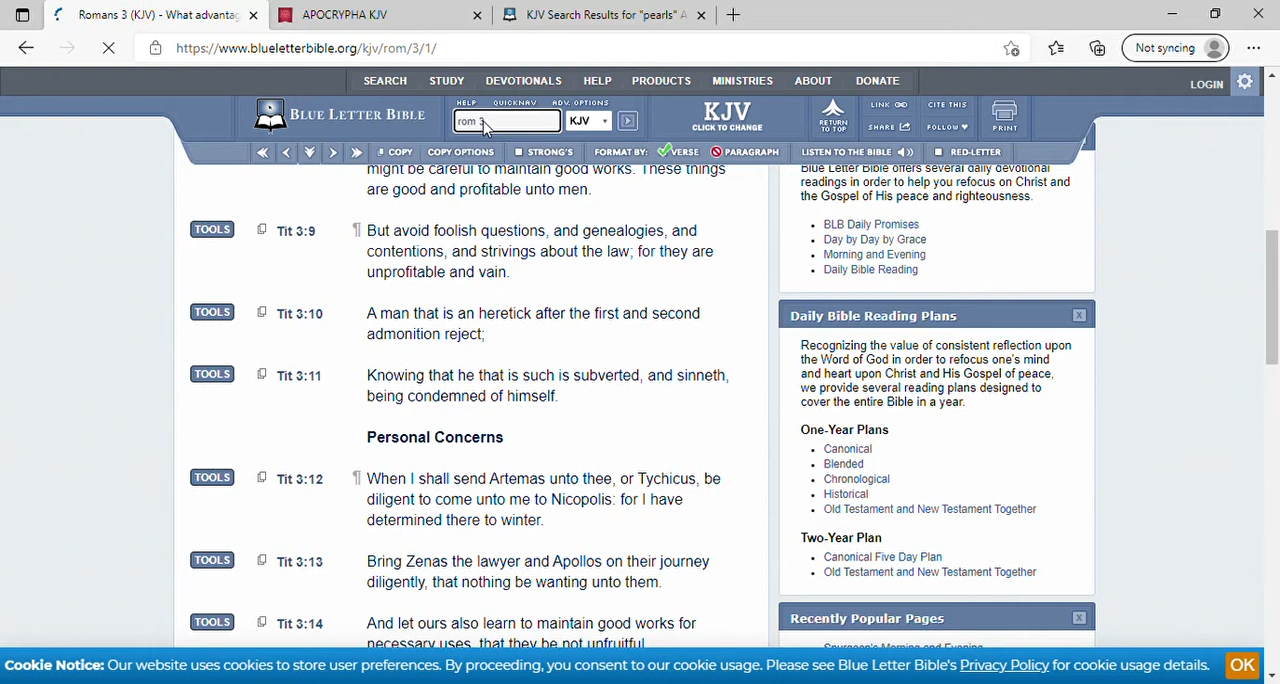 Romans 3 (KJV) - What advantag
APOCRYPHA KJV
KJV Search Results for "pearls" A
https://www.blueletterbible.org/kjv/rom/3/1/
Not syncing
SEARCH STUDY DEVOTIONALS HELP PRODUCTS MINISTRIES ABOUT DONATE
LOGIN
HELP QUICKNAV ADV. OPTIONS
BLUE LETTER BIBLE
rom 3
KJV
KJV
CLICK TO CHANGE
RETURN
TO TOP
LINK
CITE THIS
SHARE
FOLLOW
PRINT
COPY COPY OPTIONS STRONG'S FORMAT BY: VERSE PARAGRAPH LISTEN TO THE BIBLE RED-LETTER
might be careful to maintain good works. These things
are good and profitable unto men.
TOOLS Tit 3:9 ¶ But avoid foolish questions, and genealogies, and
contentions, and strivings about the law; for they are
unprofitable and vain.
TOOLS Tit 3:10 A man that is an heretick after the first and second
admonition reject;
TOOLS Tit 3:11 Knowing that he that is such is subverted, and sinneth,
being condemned of himself.
Personal Concerns
TOOLS Tit 3:12 ¶ When I shall send Artemas unto thee, or Tychicus, be
diligent to come unto me to Nicopolis: for I have
determined there to winter.
TOOLS Tit 3:13 Bring Zenas the lawyer and Apollos on their journey
diligently, that nothing be wanting unto them.
TOOLS Tit 3:14 And let ours also learn to maintain good works for
necessary uses, that they be not unfruitful.
Blue Letter Bible offers several daily devotional
readings in order to help you refocus on Christ and
the Gospel of His peace and righteousness.
BLB Daily Promises
Day by Day by Grace
Morning and Evening
Daily Bible Reading
Daily Bible Reading Plans
Recognizing the value of consistent reflection upon
the Word of God in order to refocus one's mind
and heart upon Christ and His Gospel of peace,
we provide several reading plans designed to
cover the entire Bible in a year.
One-Year Plans
Canonical
Blended
Chronological
Historical
Old Testament and New Testament Together
Two-Year Plan
Canonical Five Day Plan
Old Testament and New Testament Together
Recently Popular Pages
Spurgeon's Morning and Evening
Cookie Notice: Our website uses cookies to store user preferences. By proceeding, you consent to our cookie usage. Please see Blue Letter Bible's Privacy Policy for cookie usage details. OK